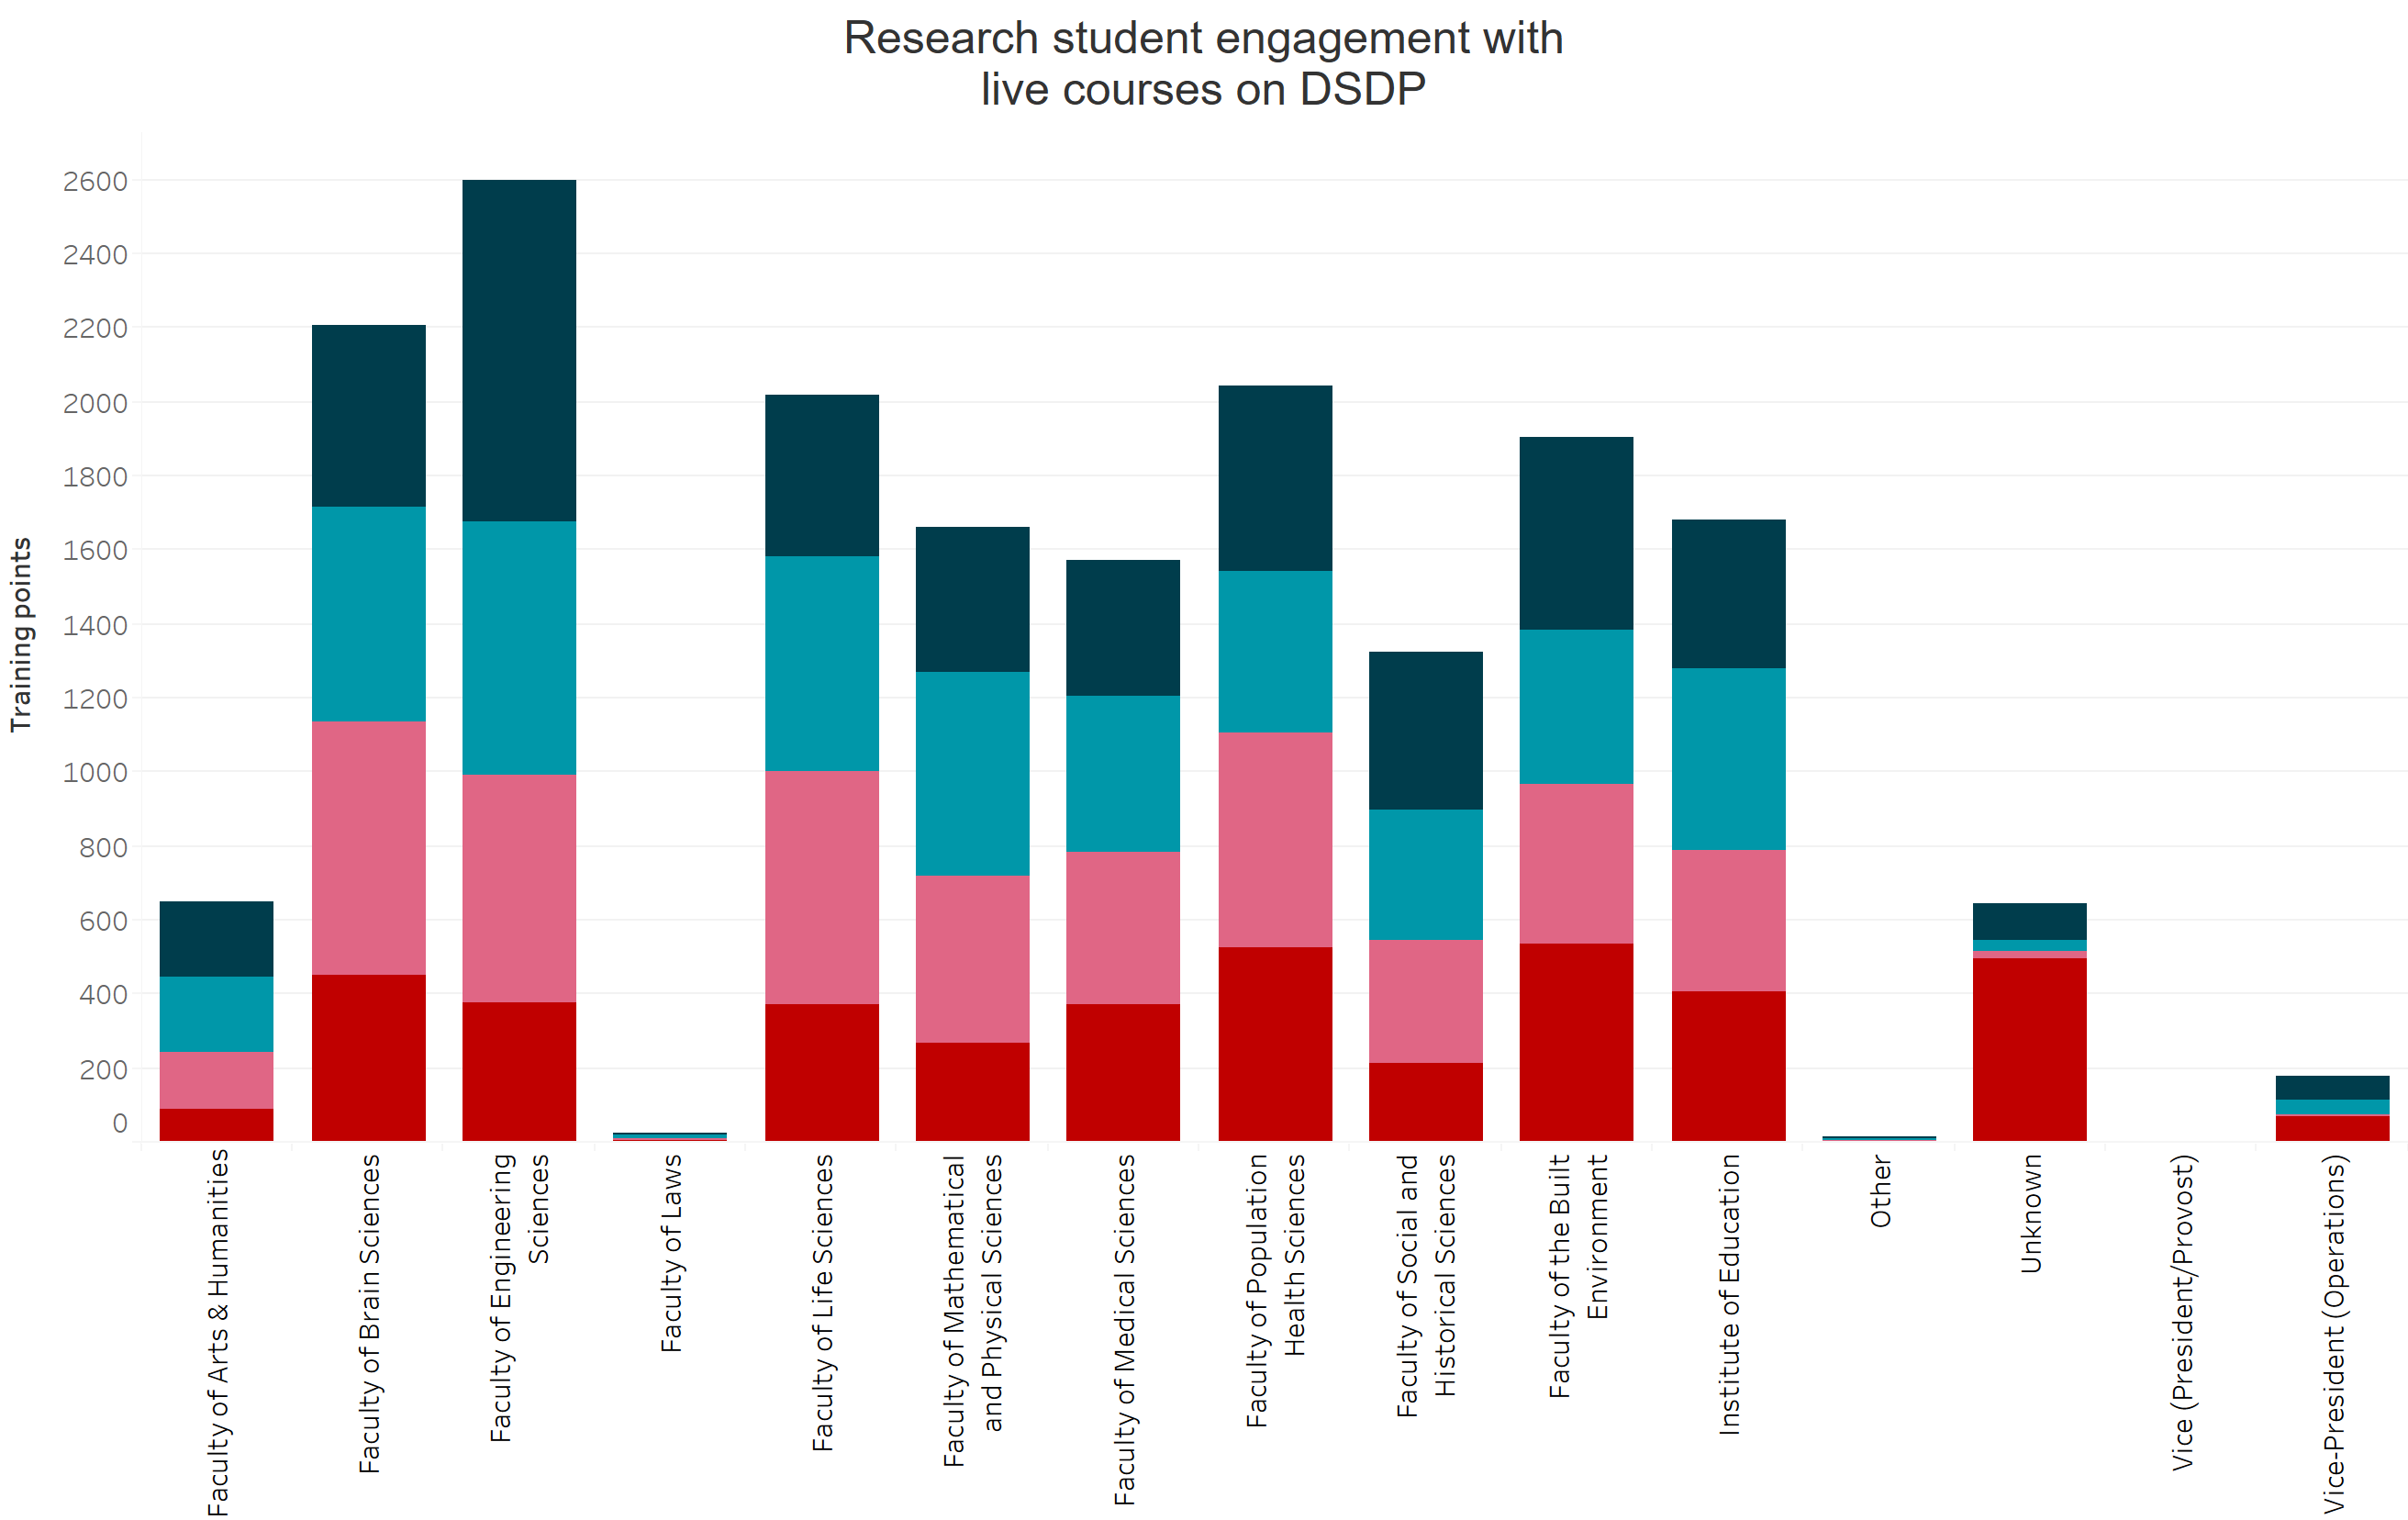 Research student engagement with
live courses on DSDP
Training points
2600
2400
2200
2000
1800
1600
1400
1200
1000
800
600
400
200
0
Faculty of Arts & Humanities
Faculty of Brain Sciences
Faculty of Engineering
Sciences
Faculty of Laws
Faculty of Life Sciences
Faculty of Mathematical
and Physical Sciences
Faculty of Medical Sciences
Faculty of Population
Health Sciences
Faculty of Social and
Historical Sciences
Faculty of the Built
Environment
Institute of Education
Other
Unknown
Vice (President/Provost)
Vice-President (Operations)